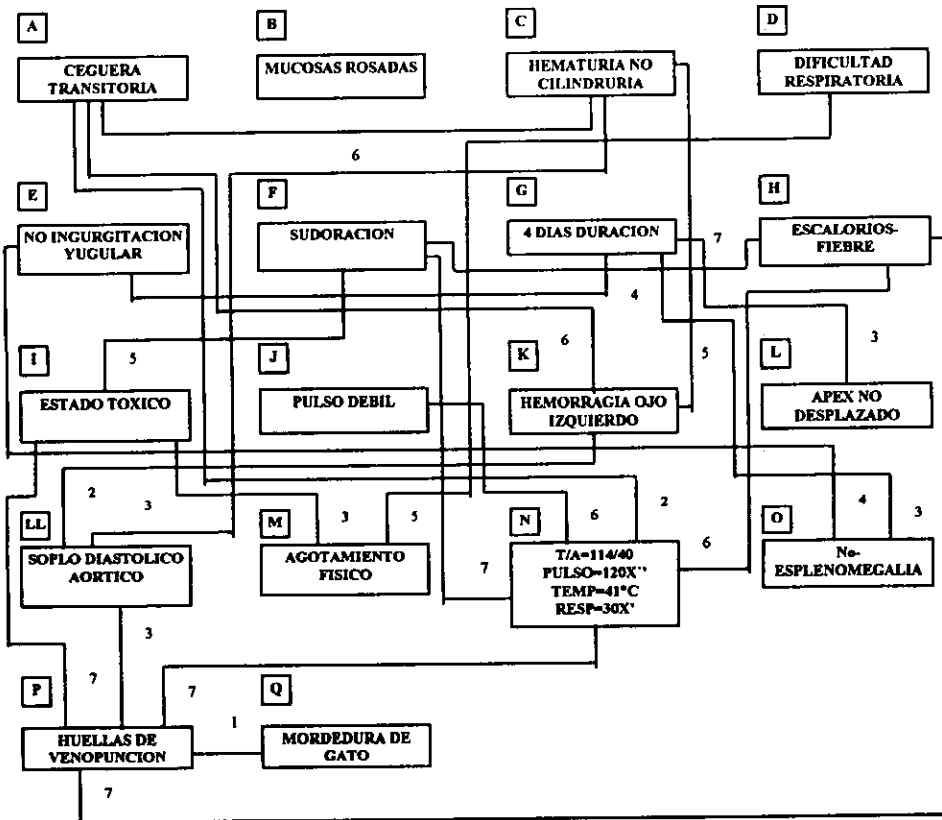 A
B
C
D
CEGUERA
TRANSITORIA
MUCOSAS ROSADAS
HEMATURIA NO
CILINDRURIA
DIFICULTAD
RESPIRATORIA
6
E
F
G
H
NO INGURGITACION
YUGULAR
SUDORACION
4 DIAS DURACION
7
ESCALORIOS-
FIEBRE
4
5
6
5
3
I
J
K
L
ESTADO TOXICO
PULSO DEBIL
HEMORRAGIA OJO
IZQUIERDO
APEX NO
DESPLAZADO
2
3
3
5
6
2
6
4
3
LL
M
N
O
SOPLO DIASTOLICO
AORTICO
AGOTAMIENTO
FISICO
7
T/A=114/40
PULSO=120X''
TEMP=41°C
RESP=30X'
No-
ESPLENOMEGALIA
3
7
7
1
P
Q
HUELLAS DE
VENOPUNCION
MORDEDURA DE
GATO
7